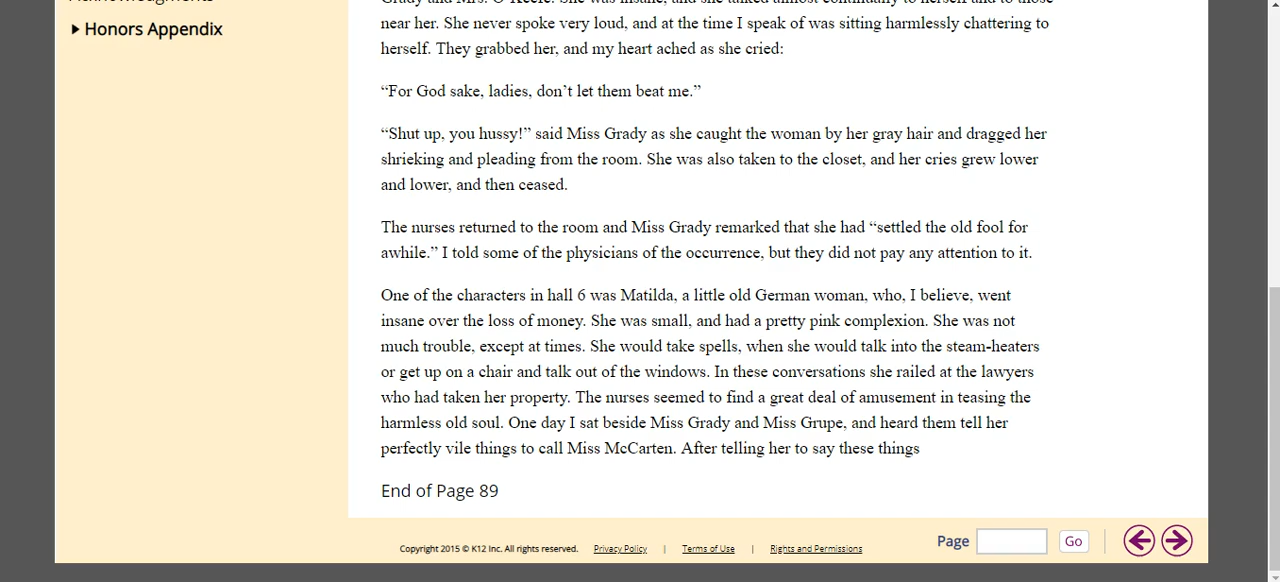 Honors Appendix
near her. She never spoke very loud, and at the time I speak of was sitting harmlessly chattering to
herself. They grabbed her, and my heart ached as she cried:
“For God sake, ladies, don’t let them beat me.”
“Shut up, you hussy!” said Miss Grady as she caught the woman by her gray hair and dragged her
shrieking and pleading from the room. She was also taken to the closet, and her cries grew lower
and lower, and then ceased.
The nurses returned to the room and Miss Grady remarked that she had “settled the old fool for
awhile.” I told some of the physicians of the occurrence, but they did not pay any attention to it.
One of the characters in hall 6 was Matilda, a little old German woman, who, I believe, went
insane over the loss of money. She was small, and had a pretty pink complexion. She was not
much trouble, except at times. She would take spells, when she would talk into the steam-heaters
or get up on a chair and talk out of the windows. In these conversations she railed at the lawyers
who had taken her property. The nurses seemed to find a great deal of amusement in teasing the
harmless old soul. One day I sat beside Miss Grady and Miss Grupe, and heard them tell her
perfectly vile things to call Miss McCarten. After telling her to say these things
End of Page 89
Copyright 2015 © K12 Inc. All rights reserved. Privacy Policy | Terms of Use | Rights and Permissions
Page Go